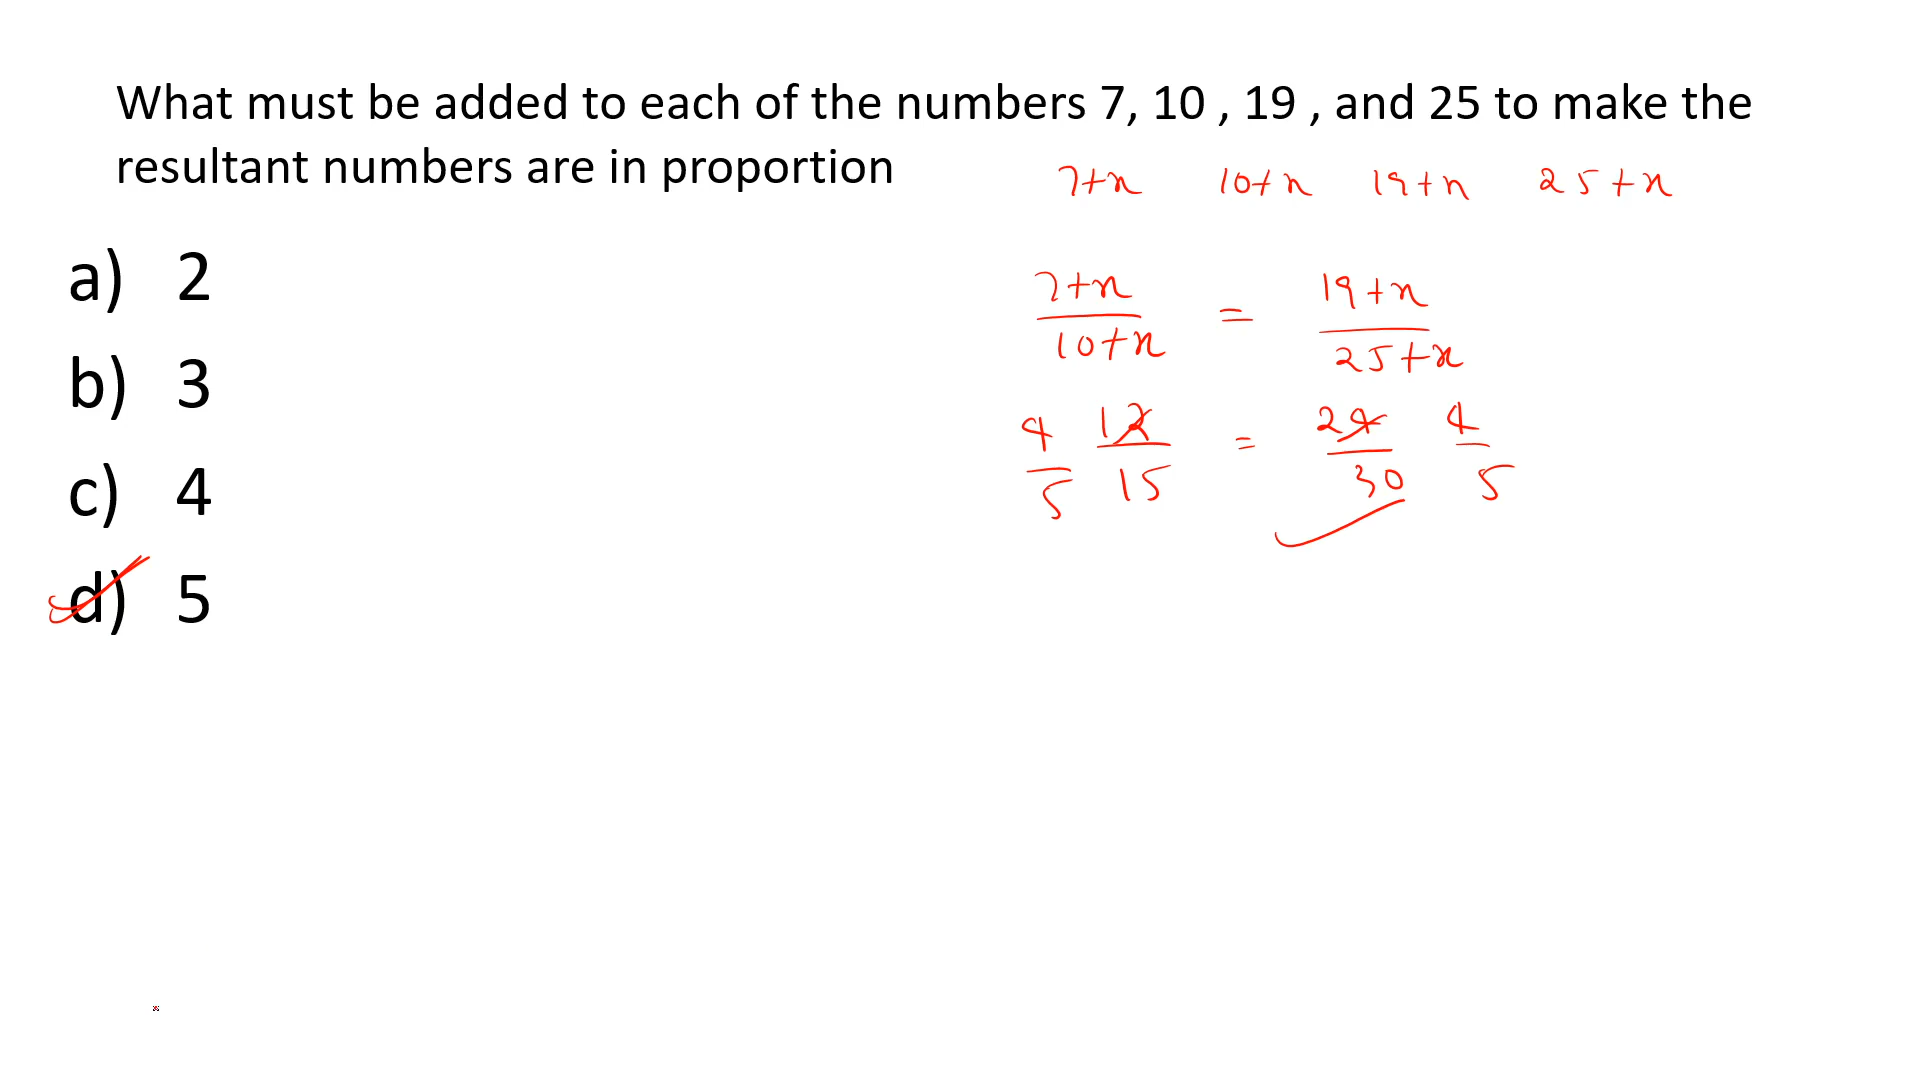 What must be added to each of the numbers 7, 10 , 19 , and 25 to make the
resultant numbers are in proportion
7+x 10+x 19+x 25+x
a) 2
7+x/10+x = 19+x/25+x
b) 3
4/5 12/15 = 24/30 4/5
c) 4
d) 5